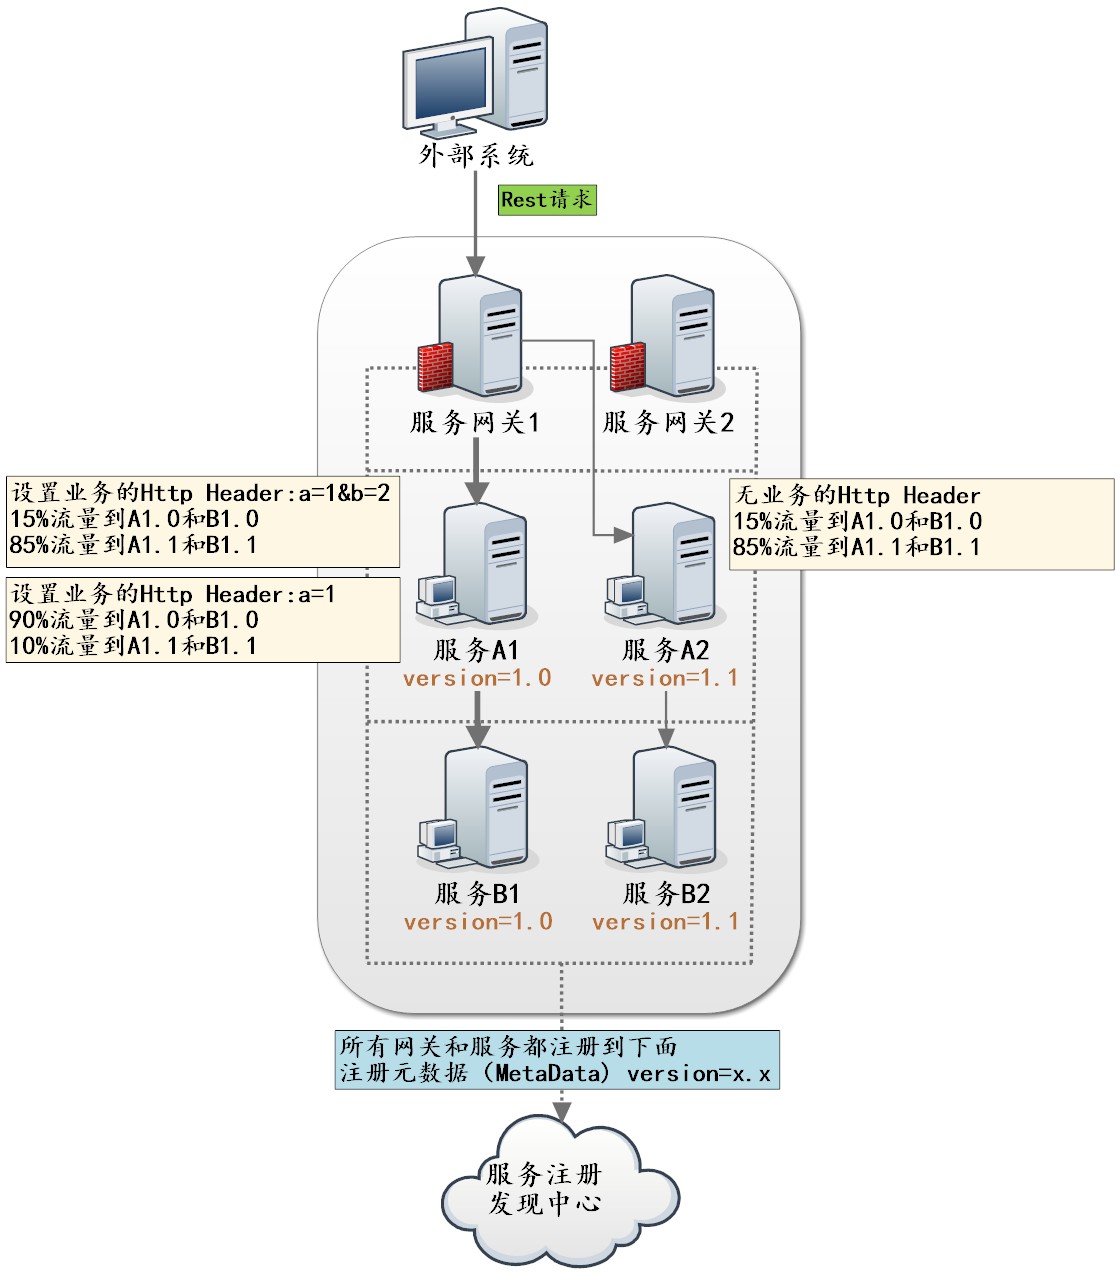 外部系统
Rest请求
服务网关1
服务网关2
设置业务的Http Header:a=1&b=2
15%流量到A1.0和B1.0
85%流量到A1.1和B1.1
无业务的Http Header
15%流量到A1.0和B1.0
85%流量到A1.1和B1.1
设置业务的Http Header:a=1
90%流量到A1.0和B1.0
10%流量到A1.1和B1.1
服务A1
version=1.0
服务A2
version=1.1
服务B1
version=1.0
服务B2
version=1.1
所有网关和服务都注册到下面
注册元数据（MetaData）version=x.x
服务注册
发现中心